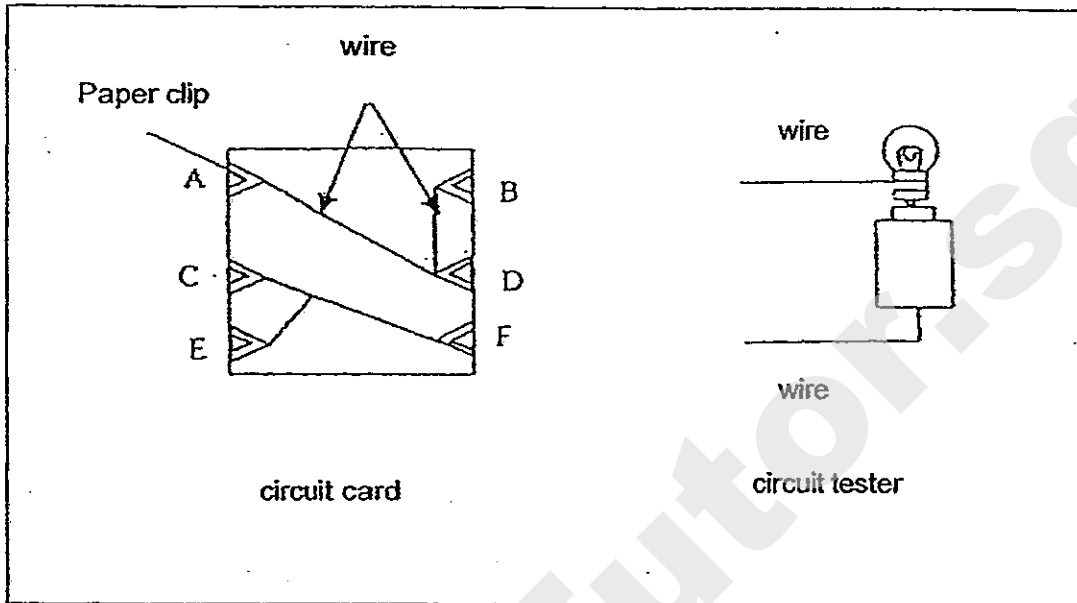 wire
Paper clip
wire
A
B
C
D
E
F
wire
circuit card
circuit tester